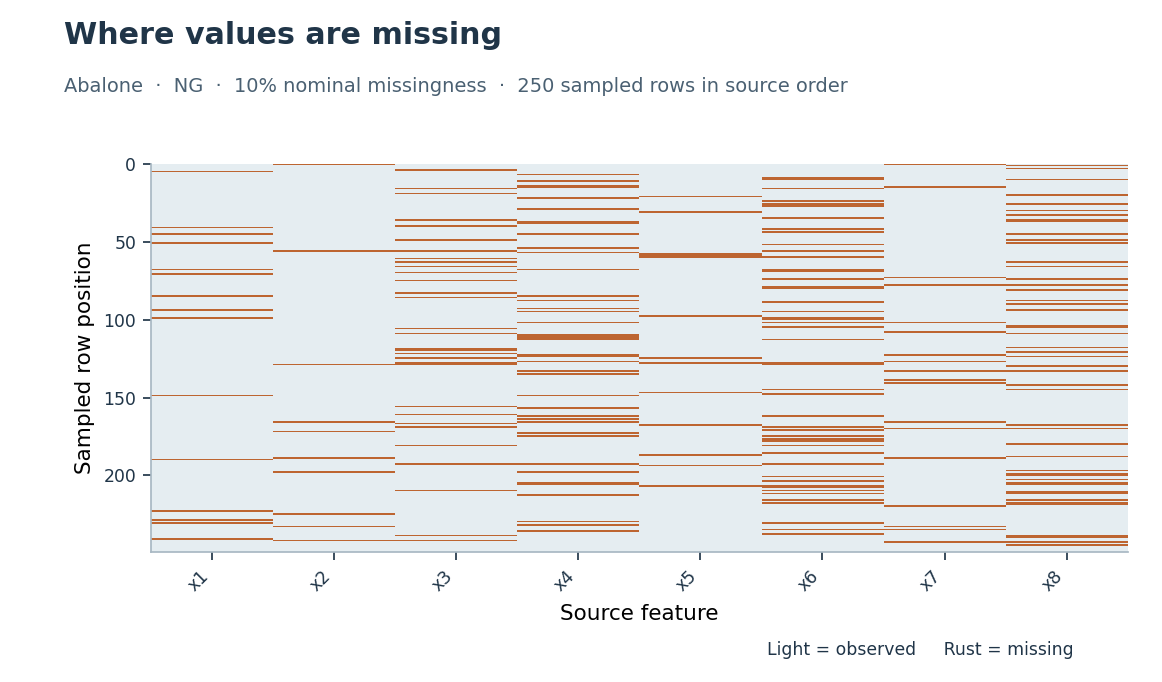 Where values are missing
Abalone · NG · 10% nominal missingness · 250 sampled rows in source order
0
50
100
150
200
Sampled row position
x1 x2 x3 x4 x5 x6 x7 x8
Source feature
Light = observed Rust = missing